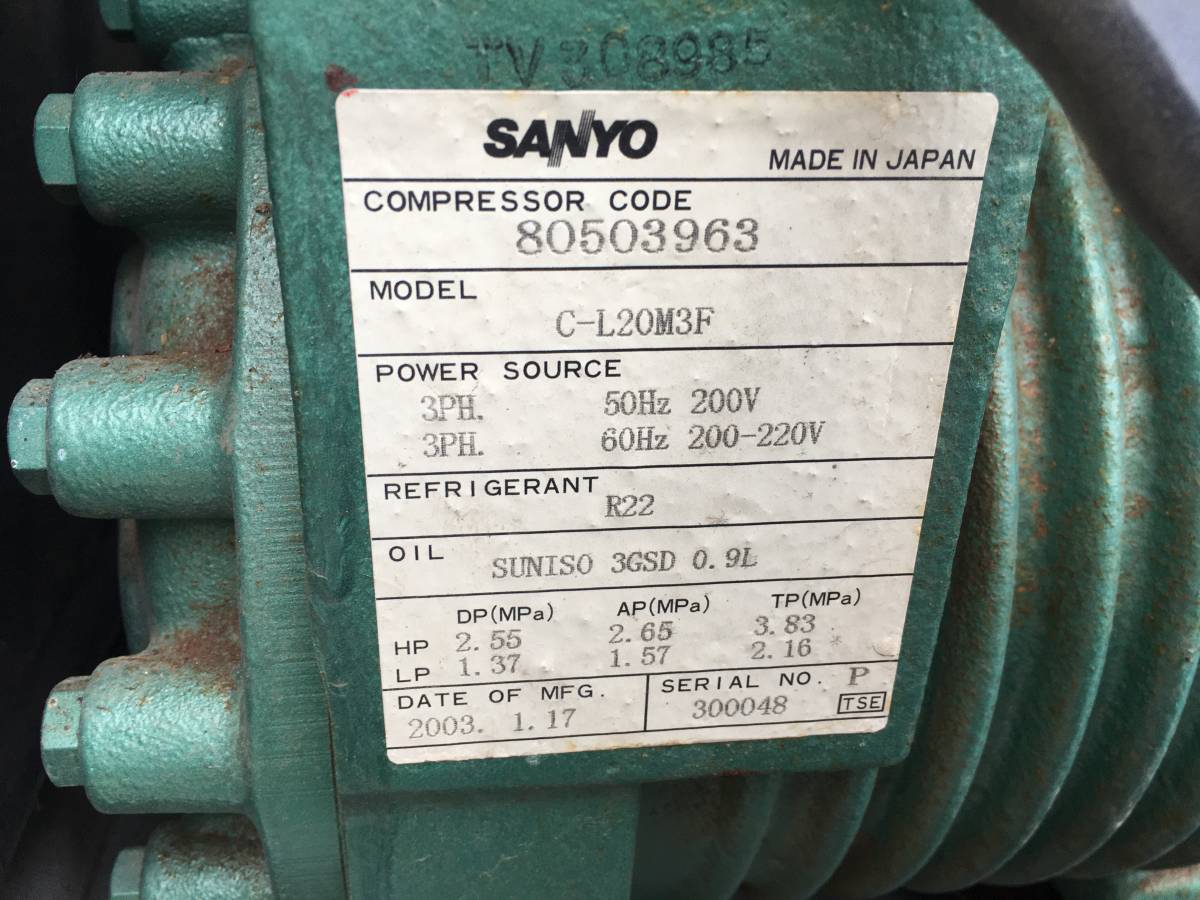 TV308985
SANYO
MADE IN JAPAN
COMPRESSOR CODE
80503963
MODEL
C-L20M3F
POWER SOURCE
3PH. 50Hz 200V
3PH. 60Hz 200-220V
REFRIGERANT
R22
OIL SUNISO 3GSD 0.9L
DP(MPa) AP(MPa) TP(MPa)
HP 2.55 2.65 3.83
LP 1.37 1.57 2.16
DATE OF MFG.
2003. 1.17
SERIAL NO. P
300048 TSE